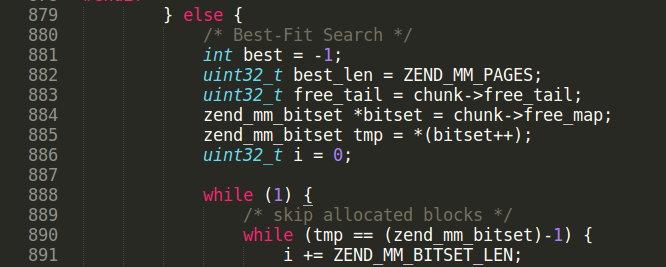 879 } else {
880 /* Best-Fit Search */
881 int best = -1;
882 uint32_t best_len = ZEND_MM_PAGES;
883 uint32_t free_tail = chunk->free_tail;
884 zend_mm_bitset *bitset = chunk->free_map;
885 zend_mm_bitset tmp = *(bitset++);
886 uint32_t i = 0;
887
888 while (1) {
889 /* skip allocated blocks */
890 while (tmp == (zend_mm_bitset)-1) {
891 i += ZEND_MM_BITSET_LEN;